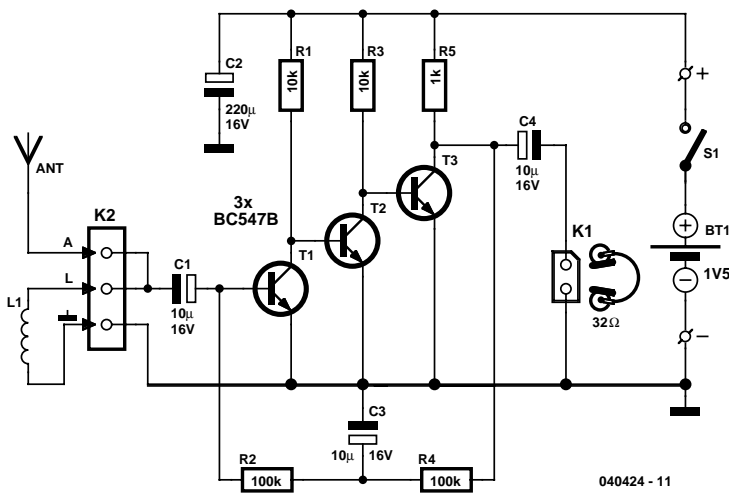 R1
10k
R3
10k
R5
1k
C2
220µ
16V
+
S1
ANT
C4
10µ
16V
T3
3x
BC547B
T2
T1
K2
A
L
L1
C1
10µ
16V
K1
32Ω
+
BT1
1V5
−
−
C3
10µ
16V
R2
100k
R4
100k
040424 - 11